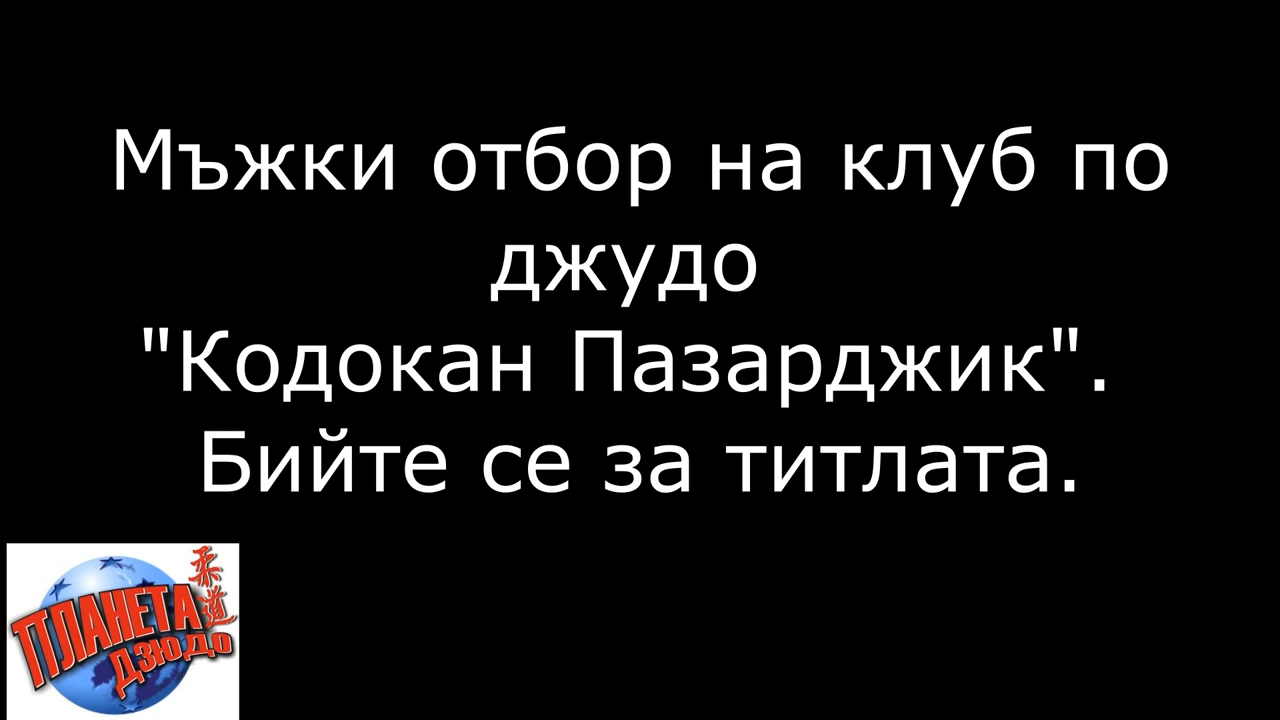 Мъжки отбор на клуб по
джудо
"Кодокан Пазарджик".
Бийте се за титлата.
柔道
ПЛАНЕТА
ДЗЮДО